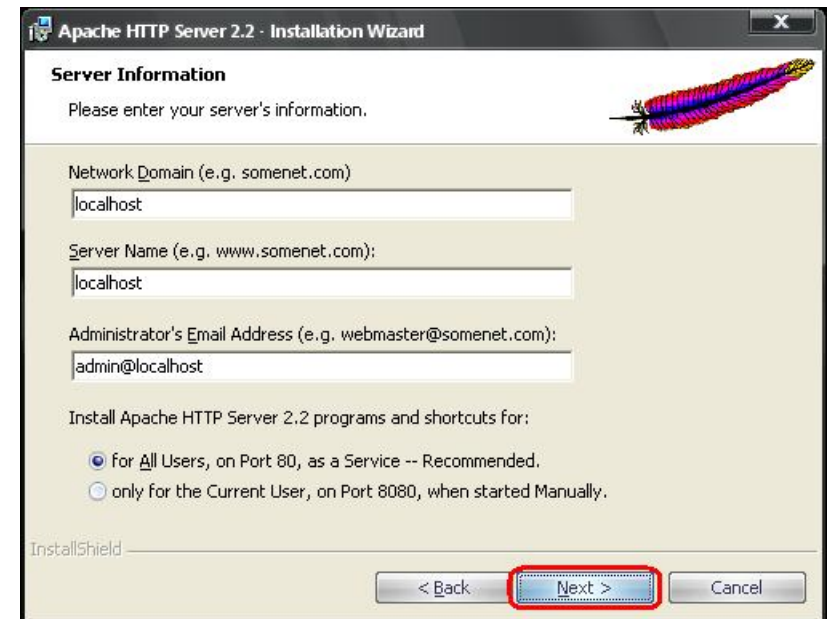 Apache HTTP Server 2.2 - Installation Wizard
X
Server Information
Please enter your server's information.
Network Domain (e.g. somenet.com)
localhost
Server Name (e.g. www.somenet.com):
localhost
Administrator's Email Address (e.g. webmaster@somenet.com):
admin@localhost
Install Apache HTTP Server 2.2 programs and shortcuts for:
for All Users, on Port 80, as a Service -- Recommended.
only for the Current User, on Port 8080, when started Manually.
InstallShield
< Back Next > Cancel